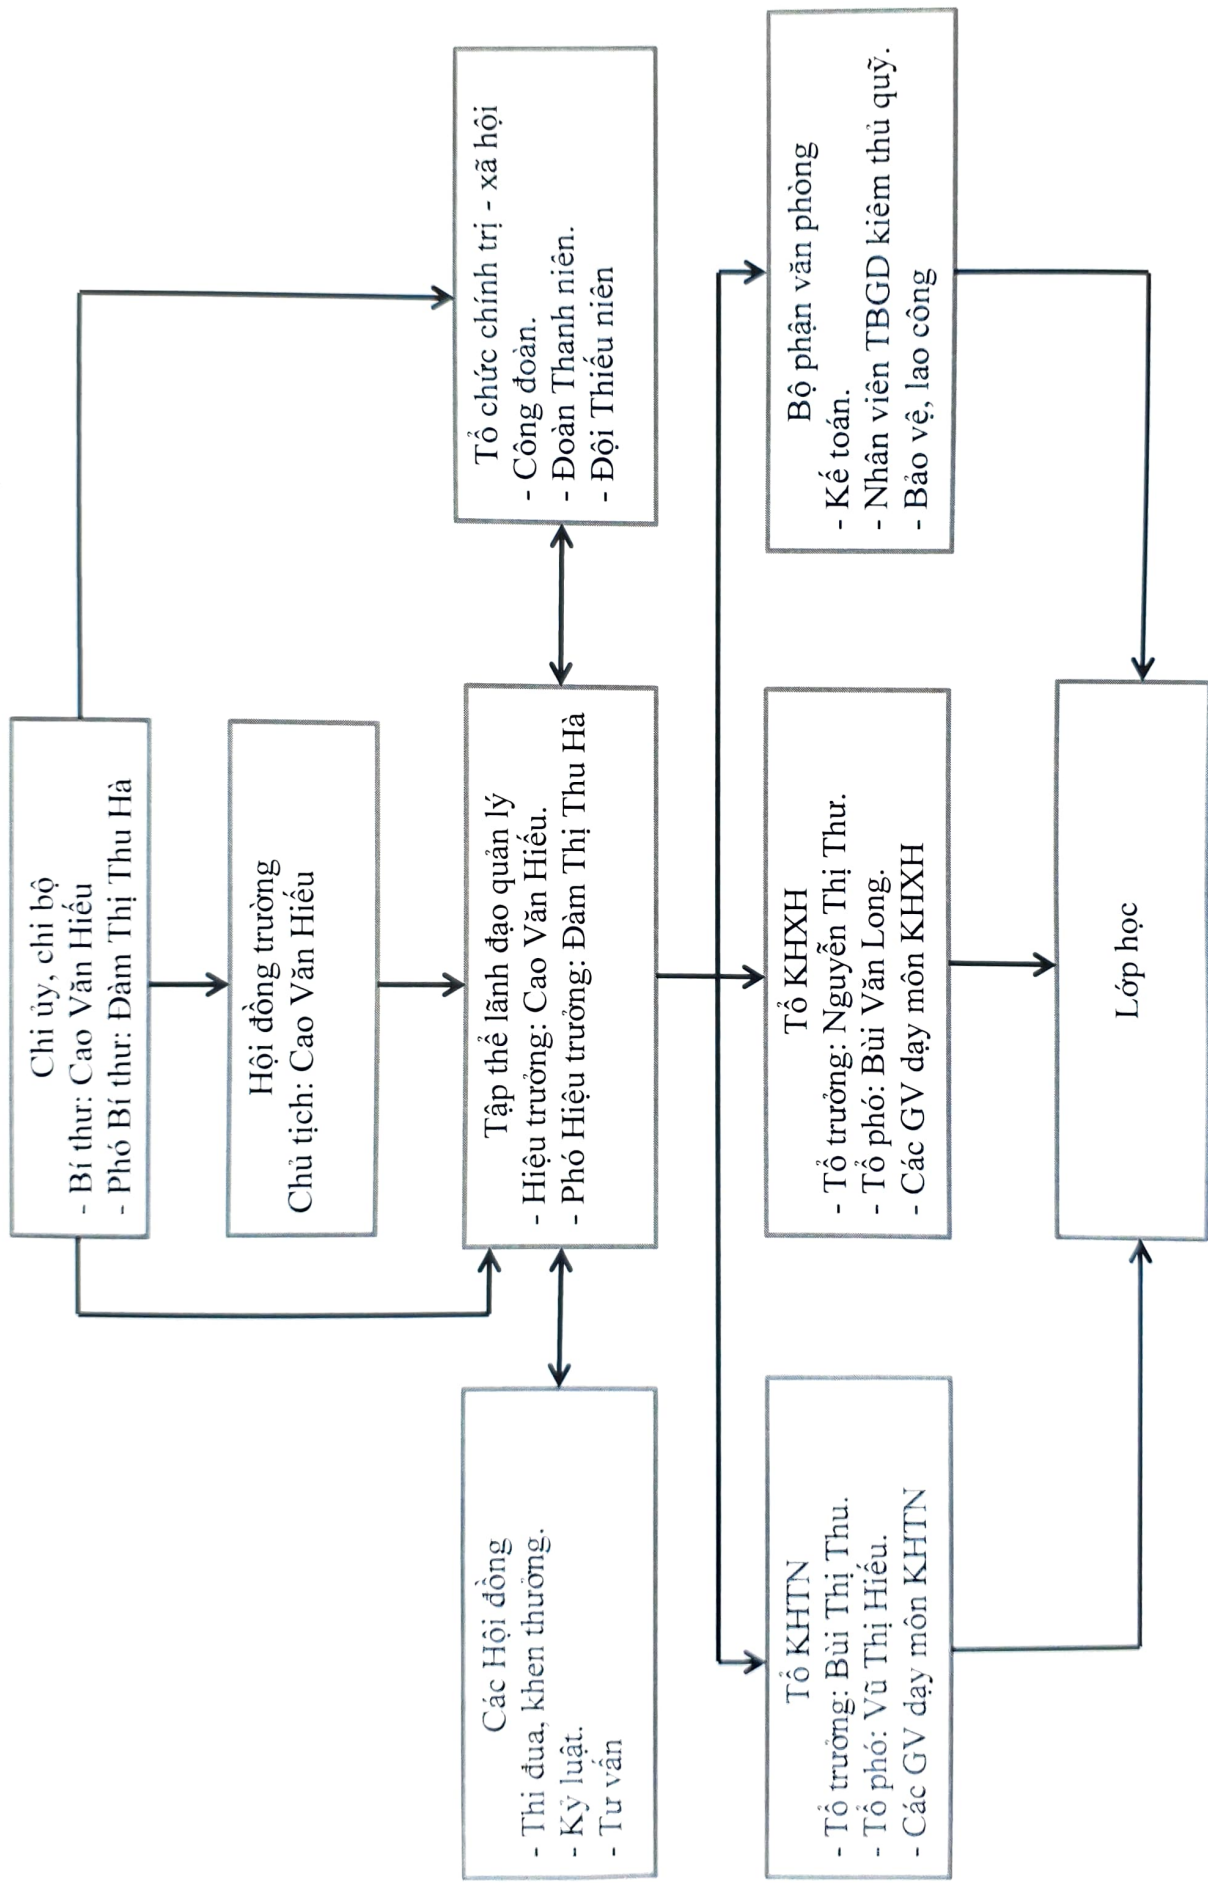 Chi ủy, chi bộ
- Bí thư: Cao Văn Hiếu
- Phó Bí thư: Đàm Thị Thu Hà
Hội đồng trường
Chủ tịch: Cao Văn Hiếu
Các Hội đồng
- Thi đua, khen thưởng.
- Kỷ luật.
- Tư vấn
Tập thể lãnh đạo quản lý
- Hiệu trưởng: Cao Văn Hiếu.
- Phó Hiệu trưởng: Đàm Thị Thu Hà
Tổ chức chính trị - xã hội
- Công đoàn.
- Đoàn Thanh niên.
- Đội Thiếu niên
Tổ KHTN
- Tổ trưởng: Bùi Thị Thu.
- Tổ phó: Vũ Thị Hiếu.
- Các GV dạy môn KHTN
Tổ KHXH
- Tổ trưởng: Nguyễn Thị Thư.
- Tổ phó: Bùi Văn Long.
- Các GV dạy môn KHXH
Bộ phận văn phòng
- Kế toán.
- Nhân viên TBGD kiêm thủ quỹ.
- Bảo vệ, lao công
Lớp học